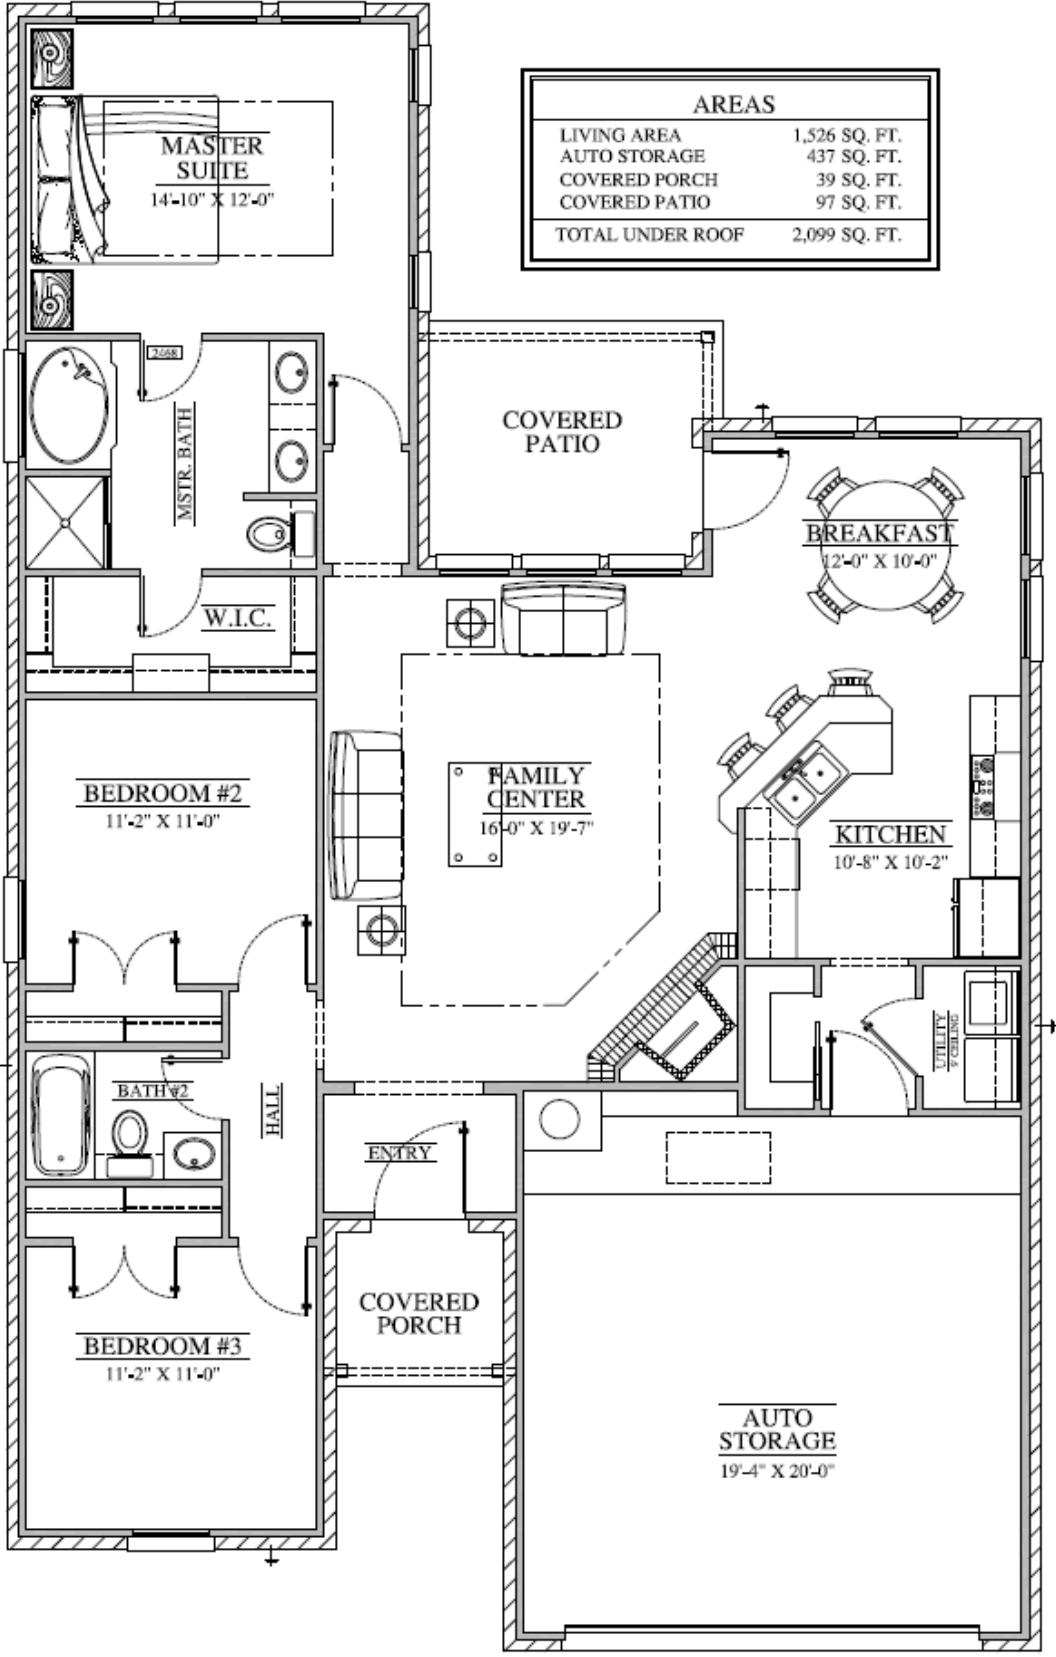 AREAS
LIVING AREA 1,526 SQ. FT.
AUTO STORAGE 437 SQ. FT.
COVERED PORCH 39 SQ. FT.
COVERED PATIO 97 SQ. FT.
TOTAL UNDER ROOF 2,099 SQ. FT.
MASTER
SUITE
14'-10" X 12'-0"
2468
MSTR. BATH
COVERED
PATIO
BREAKFAST
12'-0" X 10'-0"
W.I.C.
BEDROOM #2
11'-2" X 11'-0"
FAMILY
CENTER
16'-0" X 19'-7"
KITCHEN
10'-8" X 10'-2"
UTILITY
9' CEILING
BATH #2
HALL
ENTRY
COVERED
PORCH
BEDROOM #3
11'-2" X 11'-0"
AUTO
STORAGE
19'-4" X 20'-0"